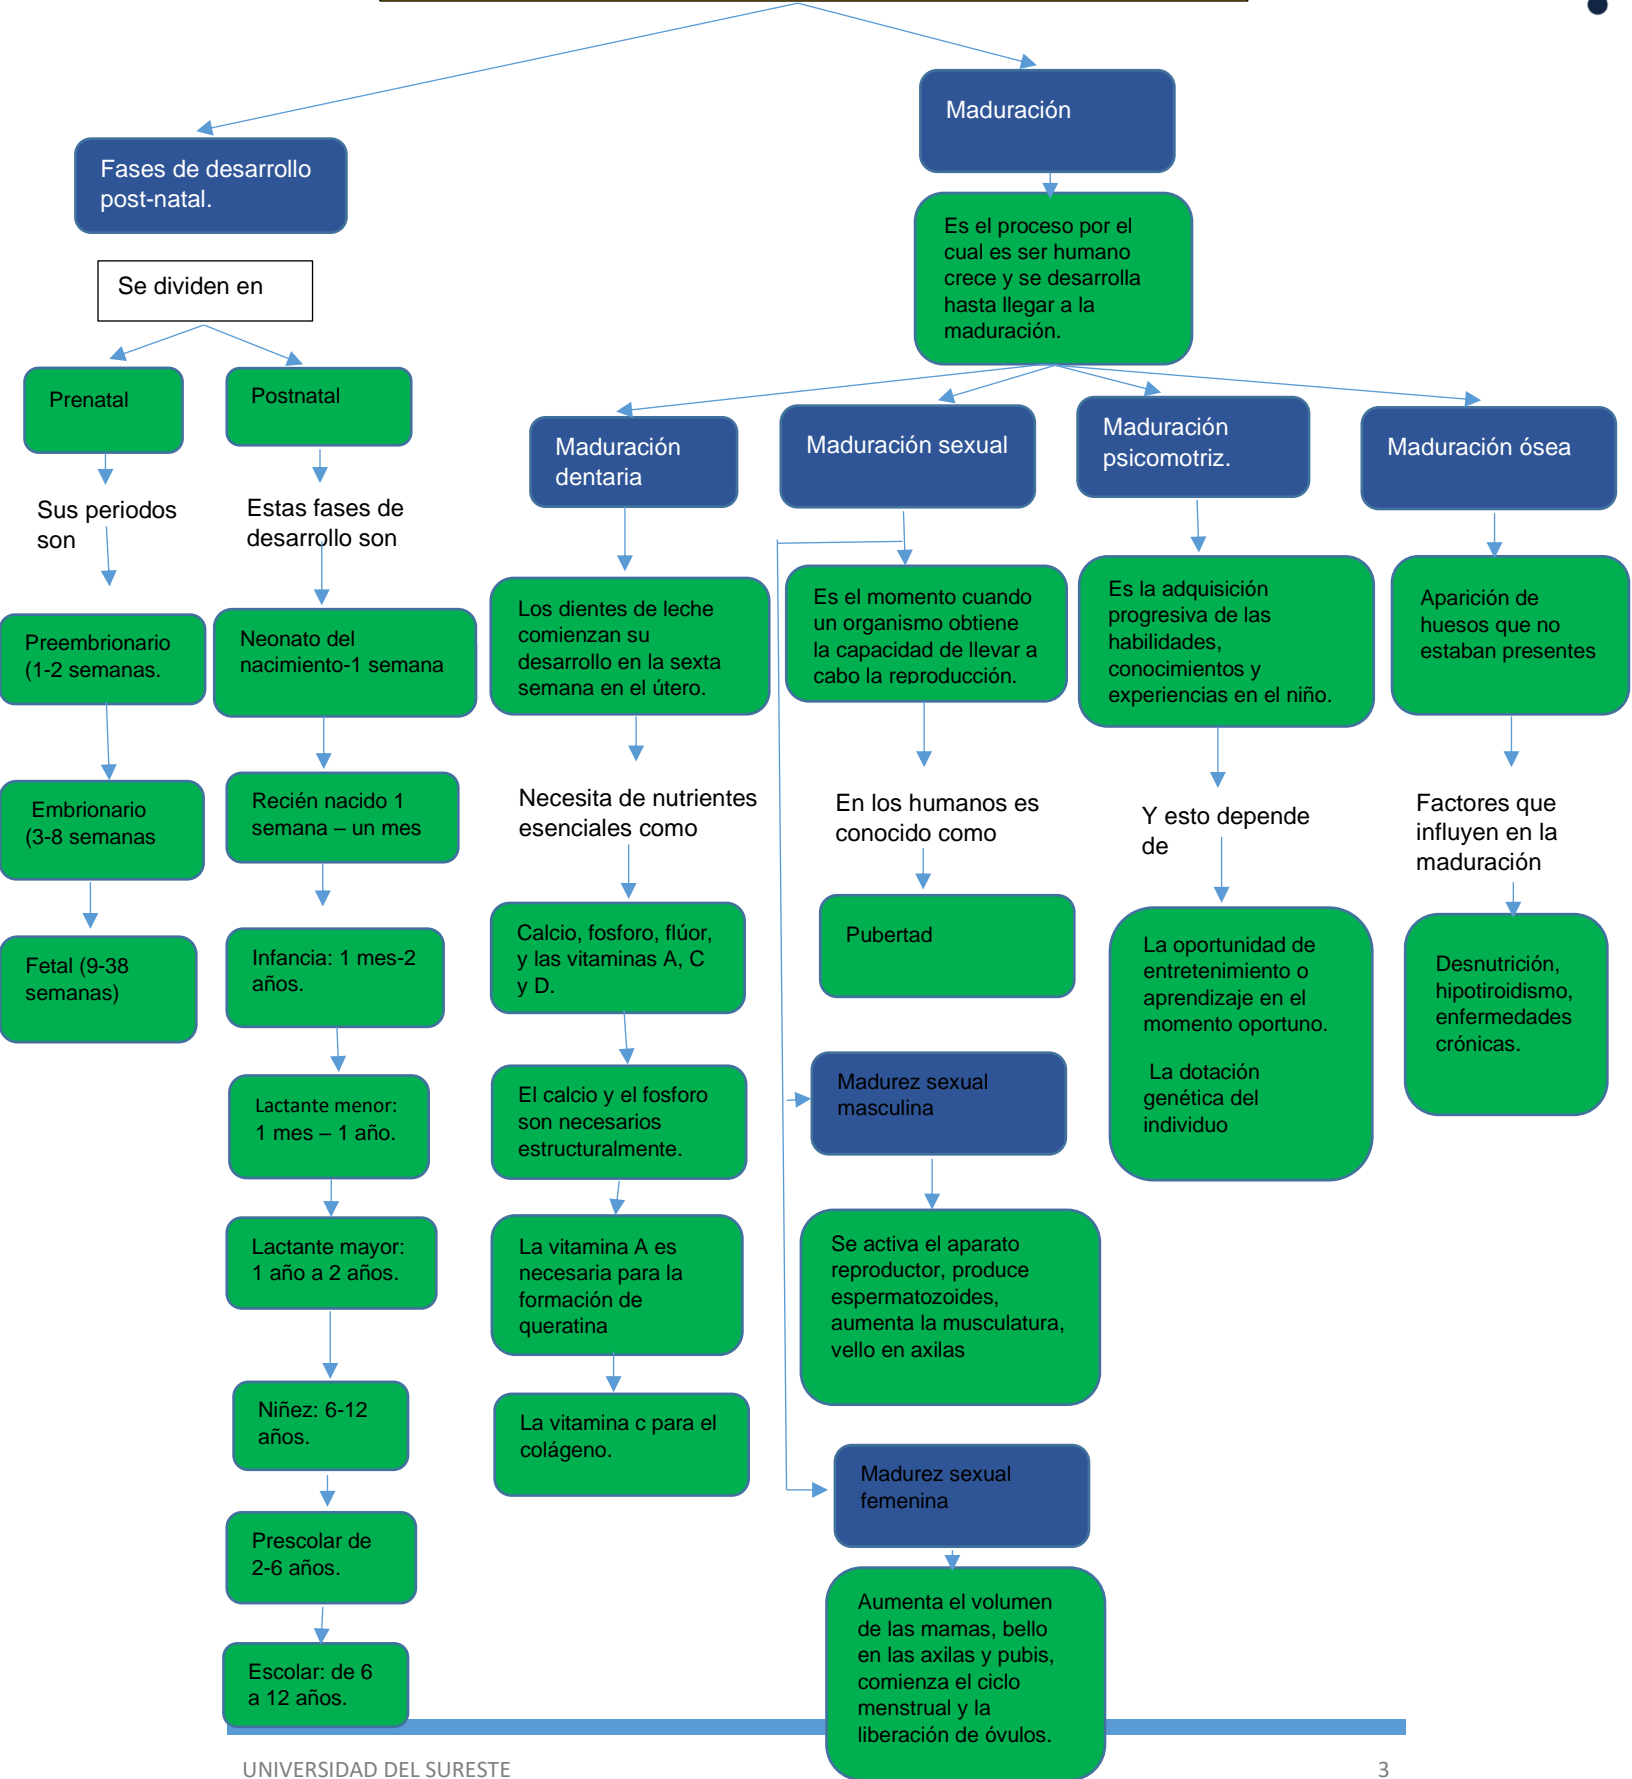 Maduración
Fases de desarrollo
post-natal.
Es el proceso por el
cual es ser humano
crece y se desarrolla
hasta llegar a la
maduración.
Se dividen en
Prenatal
Postnatal
Sus periodos
son
Estas fases de
desarrollo son
Preembrionario
(1-2 semanas.
Embrionario
(3-8 semanas
Fetal (9-38
semanas)
Neonato del
nacimiento-1 semana
Recién nacido 1
semana – un mes
Infancia: 1 mes-2
años.
Lactante menor:
1 mes – 1 año.
Lactante mayor:
1 año a 2 años.
Niñez: 6-12
años.
Prescolar de
2-6 años.
Escolar: de 6
a 12 años.
Maduración
dentaria
Los dientes de leche
comienzan su
desarrollo en la sexta
semana en el útero.
Necesita de nutrientes
esenciales como
Calcio, fosforo, flúor,
y las vitaminas A, C
y D.
El calcio y el fosforo
son necesarios
estructuralmente.
La vitamina A es
necesaria para la
formación de
queratina
La vitamina c para el
colágeno.
Maduración sexual
Es el momento cuando
un organismo obtiene
la capacidad de llevar a
cabo la reproducción.
En los humanos es
conocido como
Pubertad
Madurez sexual
masculina
Se activa el aparato
reproductor, produce
espermatozoides,
aumenta la musculatura,
vello en axilas
Madurez sexual
femenina
Aumenta el volumen
de las mamas, bello
en las axilas y pubis,
comienza el ciclo
menstrual y la
liberación de óvulos.
Maduración
psicomotriz.
Es la adquisición
progresiva de las
habilidades,
conocimientos y
experiencias en el niño.
Y esto depende
de
La oportunidad de
entretenimiento o
aprendizaje en el
momento oportuno.
La dotación
genética del
individuo
Maduración ósea
Aparición de
huesos que no
estaban presentes
Factores que
influyen en la
maduración
Desnutrición,
hipotiroidismo,
enfermedades
crónicas.
UNIVERSIDAD DEL SURESTE
3